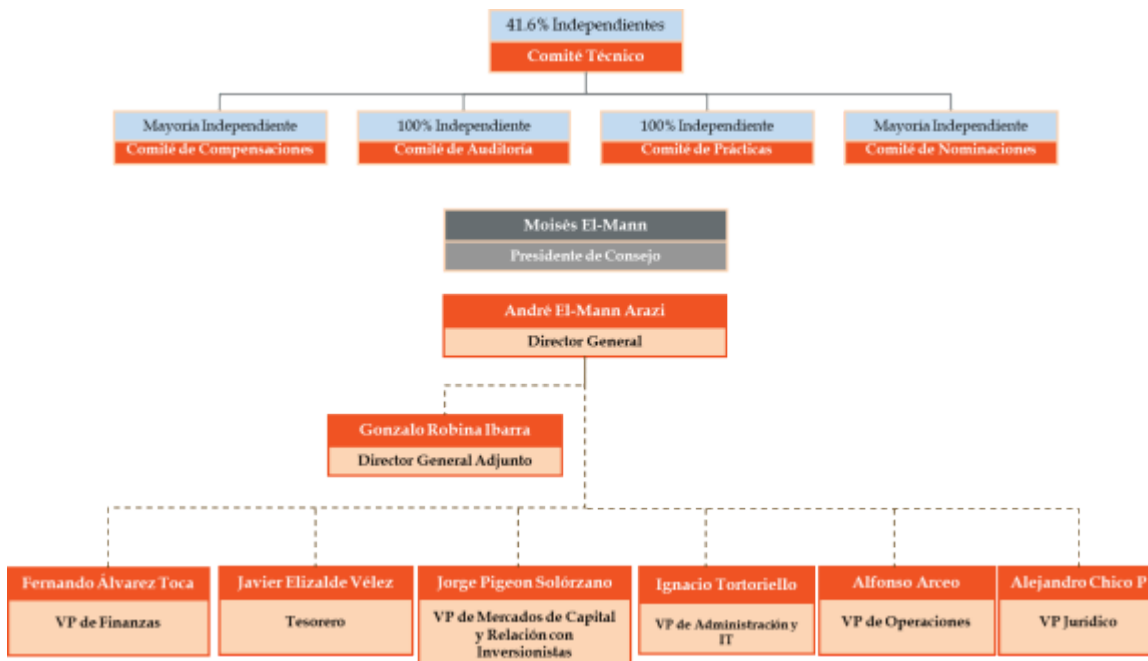 41.6% Independientes
Comité Técnico
Mayoría Independiente
Comité de Compensaciones
100% Independiente
Comité de Auditoría
100% Independiente
Comité de Prácticas
Mayoría Independiente
Comité de Nominaciones
Moisés El-Mann
Presidente de Consejo
André El-Mann Arazi
Director General
Gonzalo Robina Ibarra
Director General Adjunto
Fernando Álvarez Toca
VP de Finanzas
Javier Elizalde Vélez
Tesorero
Jorge Pigeon Solórzano
VP de Mercados de Capital
y Relación con
Inversionistas
Ignacio Tortoriello
VP de Administración y
IT
Alfonso Arceo
VP de Operaciones
Alejandro Chico P
VP Jurídico